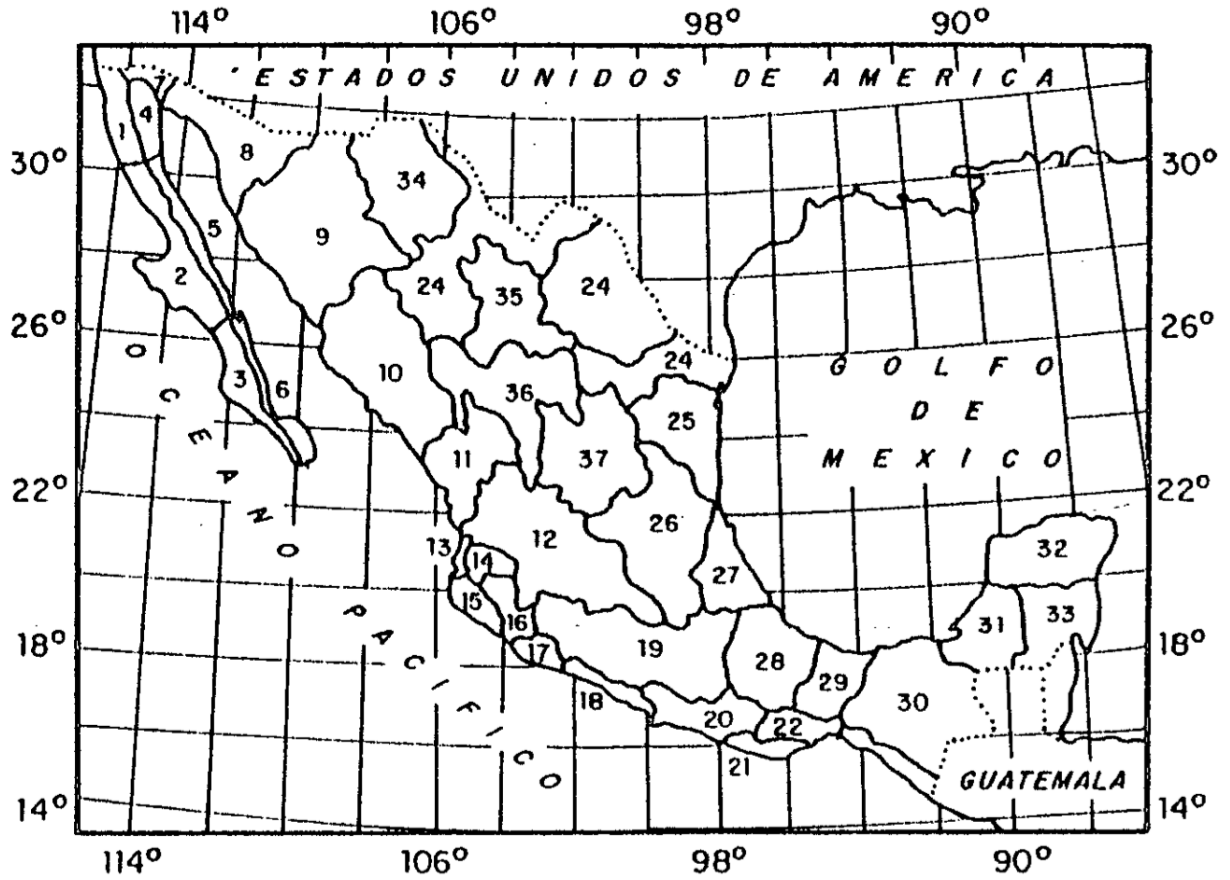 114° 106° 98° 90°
ESTADOS UNIDOS DE AMERICA
7
4
1
8
30° 30°
34
5
9
2
24 35 24
26° 26°
24
GOLFO
3 6 10 36
DE
25
MEXICO
11 37
22° 22°
26
13 12 32
14 27
15
16 31 33
18° 18°
17 19 28
29
18 20 22 30
21
OCEANO PACIFICO
GUATEMALA
14° 14°
114° 106° 98° 90°